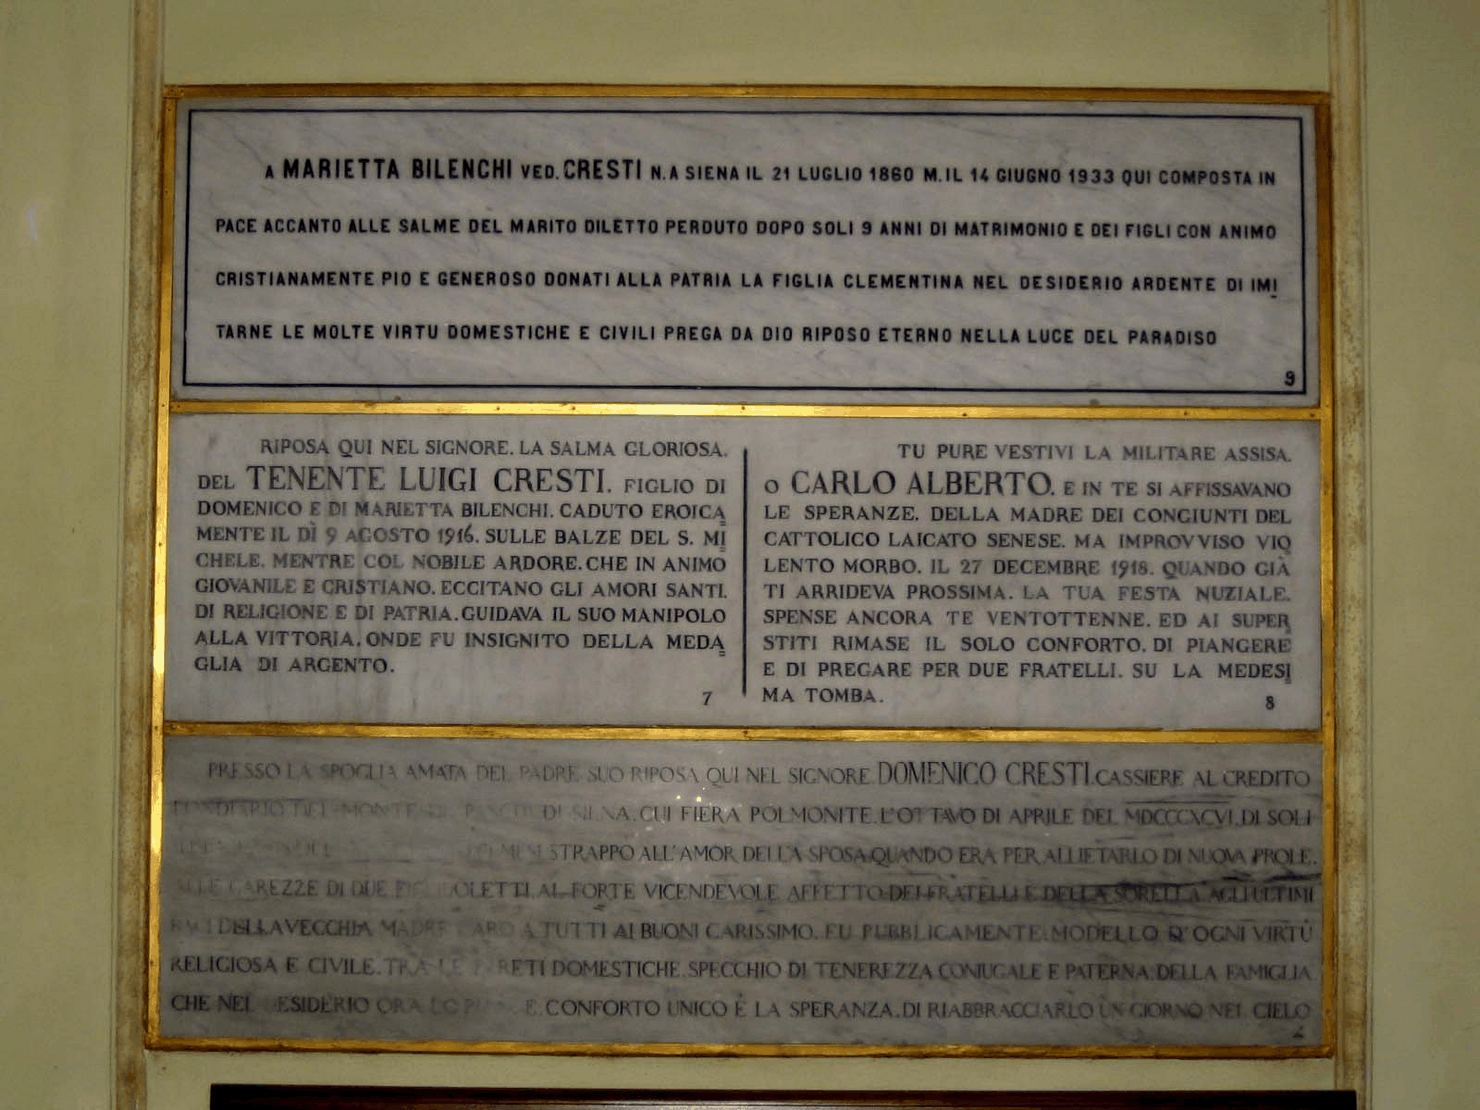 A MARIETTA BILENCHI VED. CRESTI N. A SIENA IL 21 LUGLIO 1860 M. IL 14 GIUGNO 1933 QUI COMPOSTA IN
PACE ACCANTO ALLE SALME DEL MARITO DILETTO PERDUTO DOPO SOLI 9 ANNI DI MATRIMONIO E DEI FIGLI CON ANIMO
CRISTIANAMENTE PIO E GENEROSO DONATI ALLA PATRIA LA FIGLIA CLEMENTINA NEL DESIDERIO ARDENTE DI IMI
TARNE LE MOLTE VIRTU DOMESTICHE E CIVILI PREGA DA DIO RIPOSO ETERNO NELLA LUCE DEL PARADISO
9
RIPOSA QUI NEL SIGNORE. LA SALMA GLORIOSA.
DEL TENENTE LUIGI CRESTI. FIGLIO DI
DOMENICO E DI MARIETTA BILENCHI. CADUTO EROICA
MENTE IL DÌ 9 AGOSTO 1916. SULLE BALZE DEL S. MI
CHELE. MENTRE COL NOBILE ARDORE. CHE IN ANIMO
GIOVANILE E CRISTIANO. ECCITANO GLI AMORI SANTI.
DI RELIGIONE E DI PATRIA. GUIDAVA IL SUO MANIPOLO
ALLA VITTORIA. ONDE FU INSIGNITO DELLA MEDA
GLIA DI ARGENTO.
7
TU PURE VESTIVI LA MILITARE ASSISA.
O CARLO ALBERTO. E IN TE SI AFFISSAVANO
LE SPERANZE. DELLA MADRE DEI CONGIUNTI DEL
CATTOLICO LAICATO SENESE. MA IMPROVVISO VIO
LENTO MORBO. IL 27 DECEMBRE 1918. QUANDO GIÀ
TI ARRIDEVA PROSSIMA. LA TUA FESTA NUZIALE.
SPENSE ANCORA TE VENTOTTENNE. ED AI SUPER
STITI RIMASE IL SOLO CONFORTO. DI PIANGERE
E DI PREGARE PER DUE FRATELLI. SU LA MEDESI
MA TOMBA.
8
PRESSO LA SPOGLIA AMATA DEL PADRE SUO RIPOSA QUI NEL SIGNORE DOMENICO CRESTI. CASSIERE AL CREDITO
DEL MONTE DI SIENA. CUI FIERA POLMONITE. L'OTTAVO DI APRILE DEL MDCCCXCVI. DI SOLI
STRAPPO ALL'AMOR DELLA SPOSA. QUANDO ERA PER ALLIETARLO DI NUOVA PROLE.
CAREZZE DI DUE AL FORTE VICENDEVOLE AFFETTO. DEI FRATELLI E DELLA SORELLA AGLI ULTIMI
DELLA VECCHIA MADRE A TUTTI AI BUONI CARISSIMO. FU PUBBLICAMENTE. MODELLO D'OGNI VIRTÙ
RELIGIOSA E CIVILE. TRA LE DOMESTICHE. SPECCHIO DI TENEREZZA CONIUGALE E PATERNA. DELLA FAMIGLIA
CHE NEL DESIDERIO E CONFORTO UNICO È LA SPERANZA. DI RIABBRACCIARLO UN GIORNO NEL CIELO